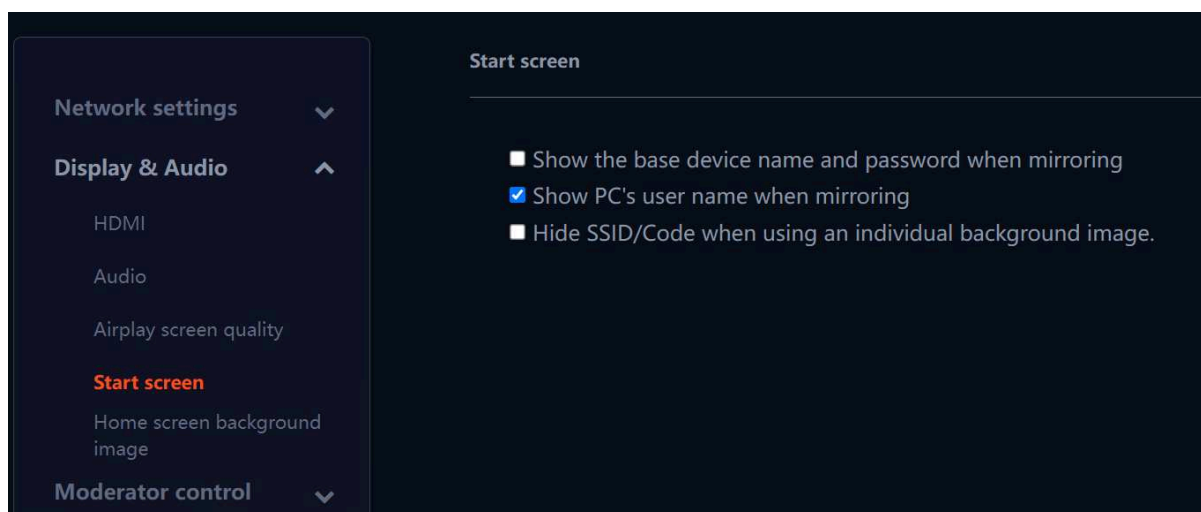 Network settings
Display & Audio
HDMI
Audio
Airplay screen quality
Start screen
Home screen background
image
Moderator control
Start screen
Show the base device name and password when mirroring
Show PC's user name when mirroring
Hide SSID/Code when using an individual background image.